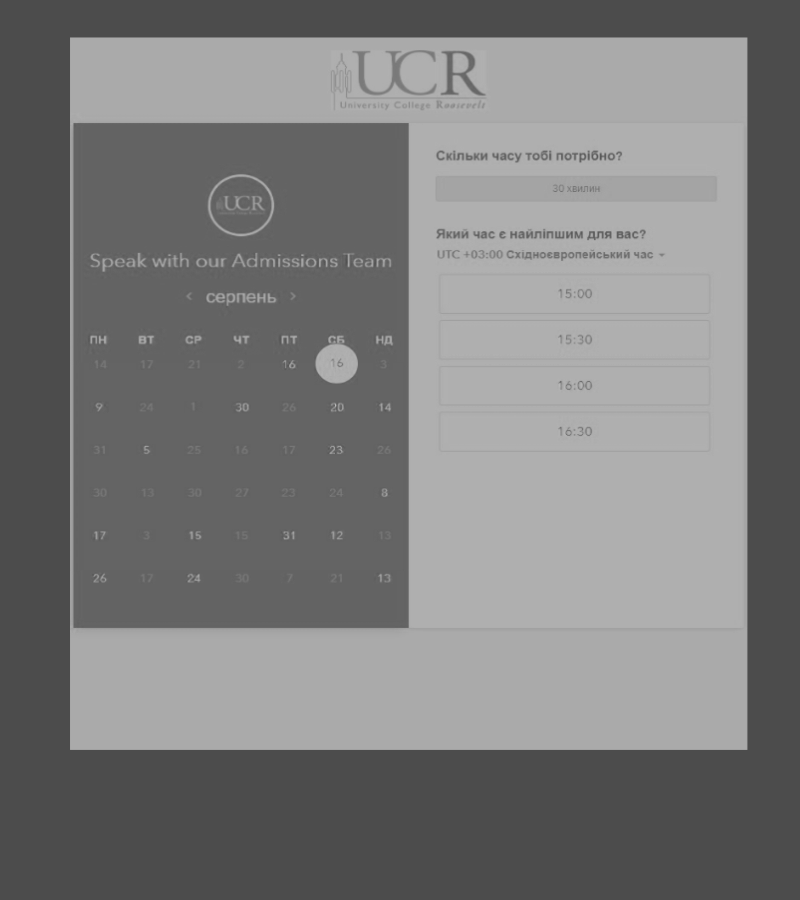 UCR
University College Roosevelt
UCR
Speak with our Admissions Team
‹ серпень ›
ПН ВТ СР ЧТ ПТ СБ НД
14 17 21 2 16 16 3
9 24 1 30 26 20 14
31 5 25 16 17 23 26
30 13 30 27 23 24 8
17 3 15 15 31 12 13
26 17 24 30 7 21 13
Скільки часу тобі потрібно?
30 хвилин
Який час є найліпшим для вас?
UTC +03:00 Східноєвропейський час
15:00
15:30
16:00
16:30